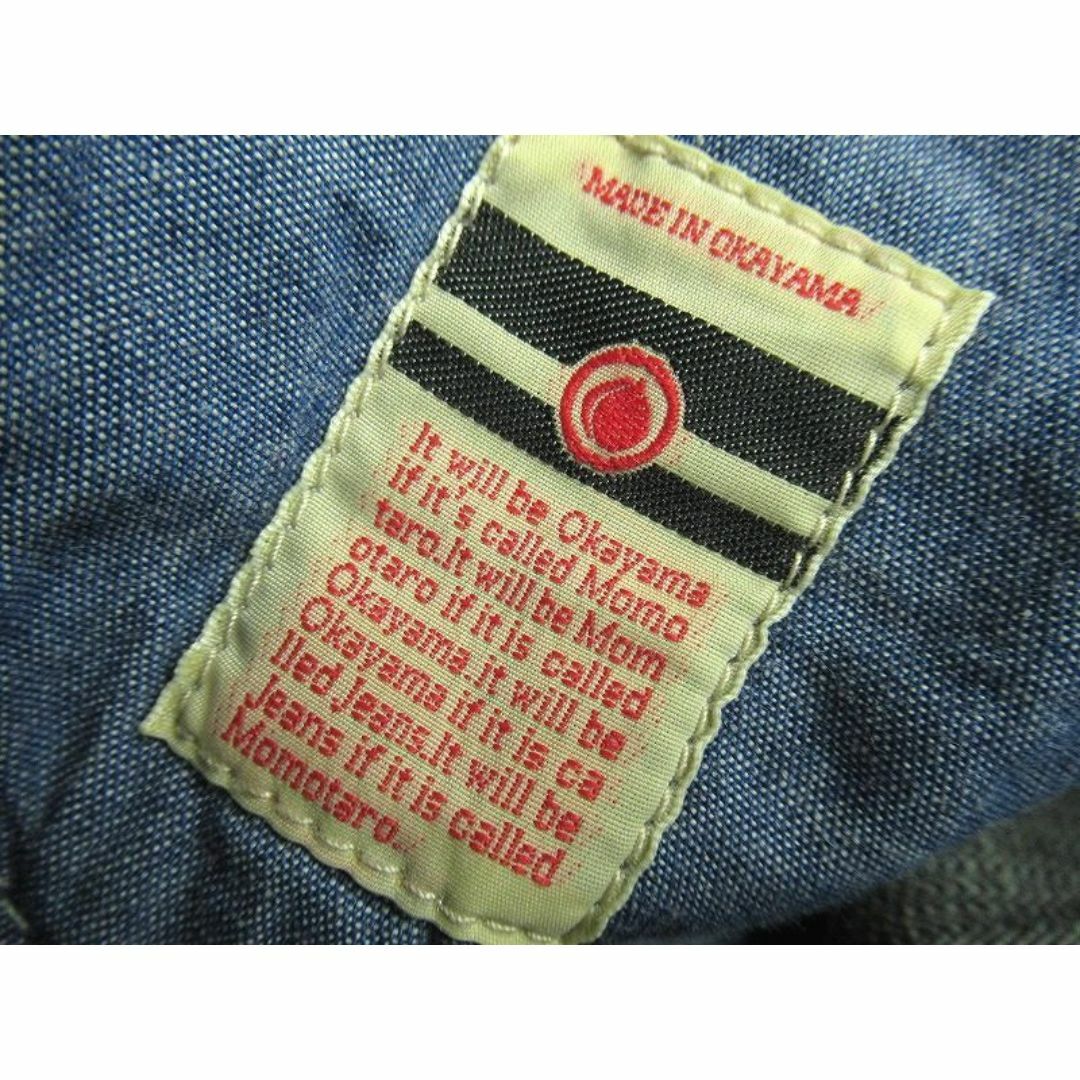 MADE IN OKAYAMA
It will be Okayama
if it's called Momo
taro.It will be Mom
otaro if it is called
Okayama.it will be
Okayama if it is ca
lled Jeans.It will be
Jeans if it is called
Momotaro.